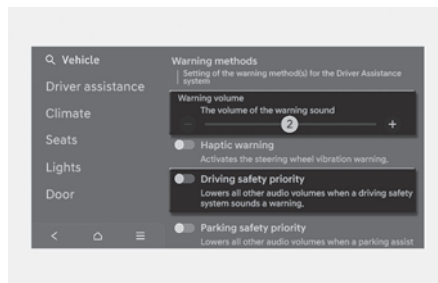 Vehicle
Driver assistance
Climate
Seats
Lights
Door
Warning methods
Setting of the warning method(s) for the Driver Assistance
system
Warning volume
The volume of the warning sound
2
Haptic warning
Activates the steering wheel vibration warning.
Driving safety priority
Lowers all other audio volumes when a driving safety
system sounds a warning.
Parking safety priority
Lowers all other audio volumes when a parking assist